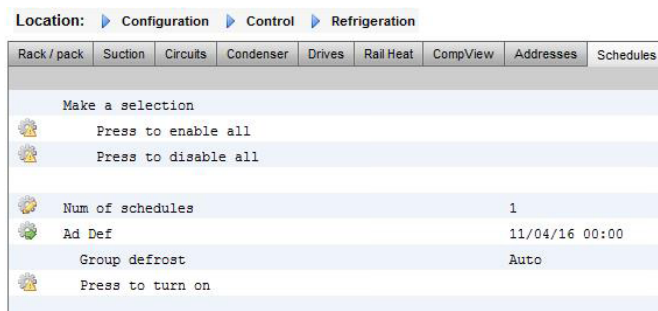 Location: Configuration Control Refrigeration
Rack / pack Suction Circuits Condenser Drives Rail Heat CompView Addresses Schedules
Make a selection
Press to enable all
Press to disable all
Num of schedules 1
Ad Def 11/04/16 00:00
Group defrost Auto
Press to turn on